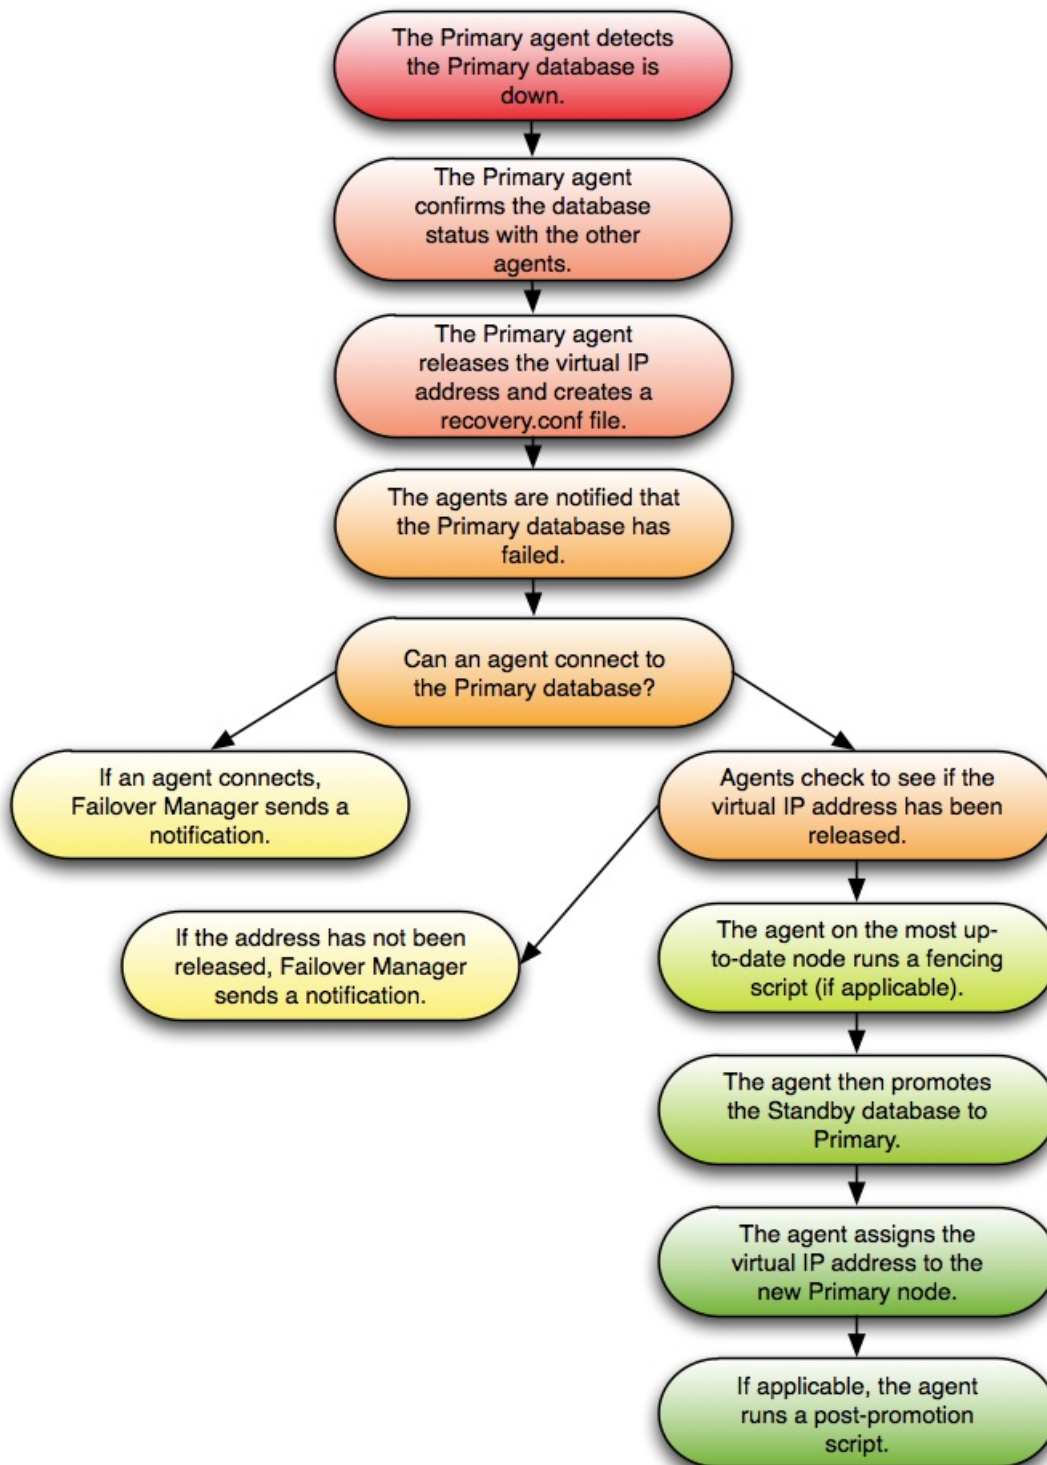 The Primary agent detects
the Primary database is
down.
The Primary agent
confirms the database
status with the other
agents.
The Primary agent
releases the virtual IP
address and creates a
recovery.conf file.
The agents are notified that
the Primary database has
failed.
Can an agent connect to
the Primary database?
If an agent connects,
Failover Manager sends a
notification.
Agents check to see if the
virtual IP address has been
released.
If the address has not been
released, Failover Manager
sends a notification.
The agent on the most up-
to-date node runs a fencing
script (if applicable).
The agent then promotes
the Standby database to
Primary.
The agent assigns the
virtual IP address to the
new Primary node.
If applicable, the agent
runs a post-promotion
script.